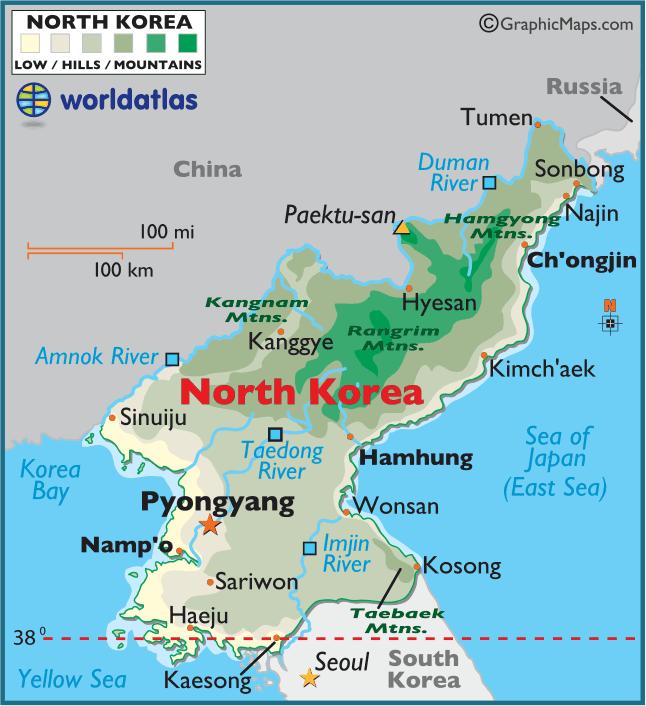 NORTH KOREA
LOW / HILLS / MOUNTAINS
©GraphicMaps.com
worldatlas
Russia
Tumen
China
Duman
River
Sonbong
Paektu-san
Hamgyong
Mtns.
Najin
100 mi
100 km
Ch'ongjin
Hyesan
Kangnam
Mtns.
N
Rangrim
Mtns.
Kanggye
Amnok River
Kimch'aek
North Korea
Sinuiju
Taedong
River
Hamhung
Sea of
Japan
(East Sea)
Korea
Bay
Pyongyang
Wonsan
Namp'o
Imjin
River
Kosong
Sariwon
Taebaek
Mtns.
Haeju
38⁰
Seoul
South
Korea
Yellow Sea
Kaesong